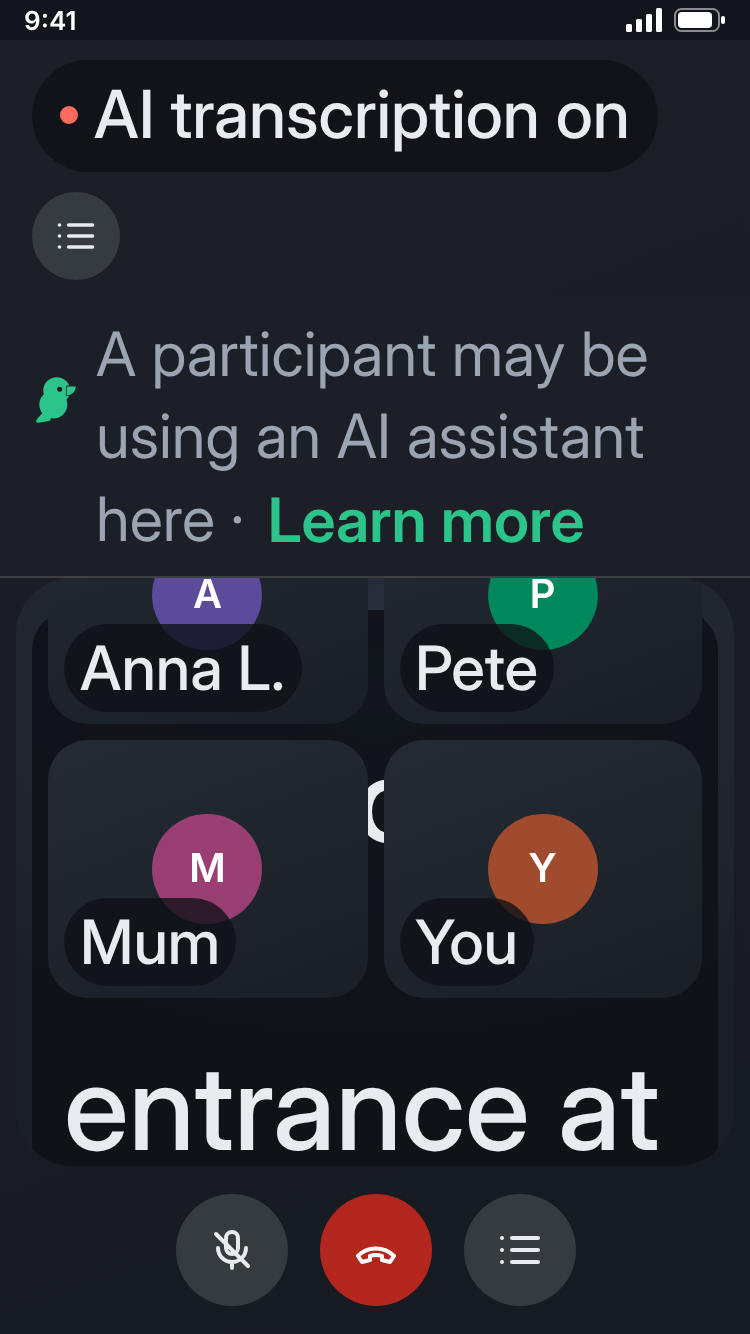 9:41
AI transcription on
A participant may be
using an AI assistant
here · Learn more
A
P
Anna L.
Pete
M
Y
Mum
You
entrance at